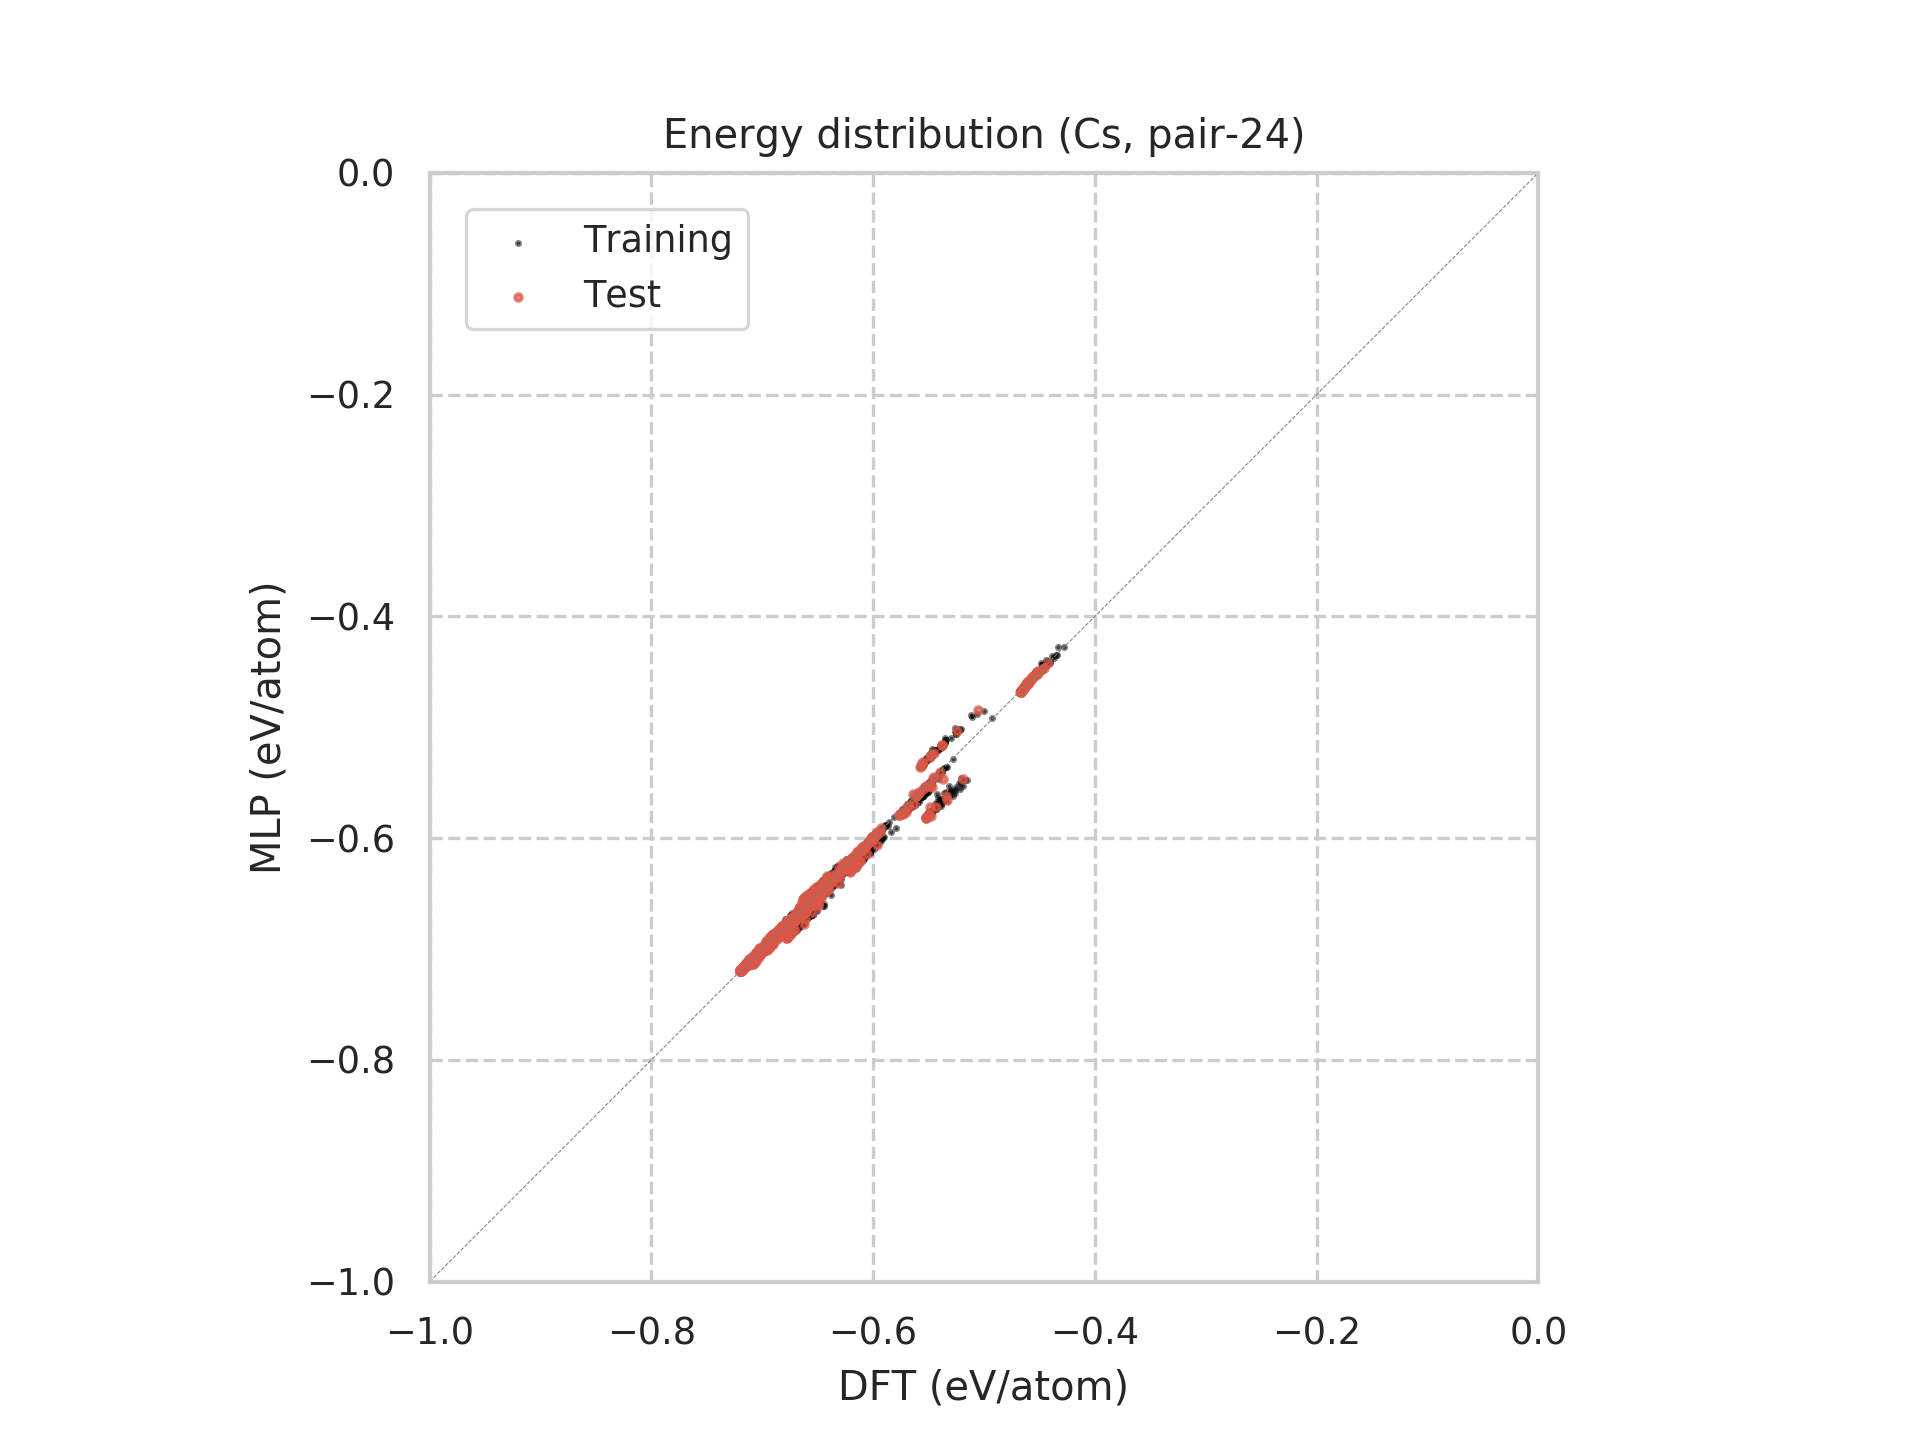 Energy distribution (Cs, pair-24)
0.0
−0.2
−0.4
−0.6
−0.8
−1.0
MLP (eV/atom)
Training
Test
−1.0 −0.8 −0.6 −0.4 −0.2 0.0
DFT (eV/atom)